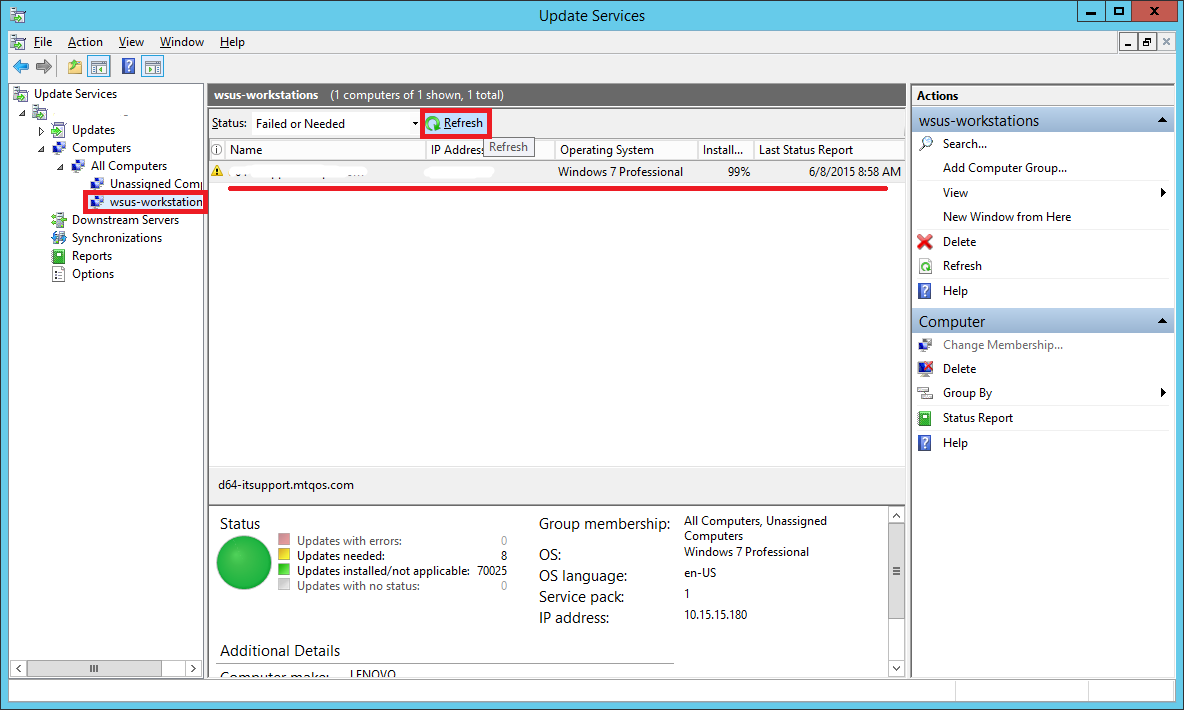 Update Services
File Action View Window Help
Update Services
Updates
Computers
All Computers
Unassigned Comp
wsus-workstation
Downstream Servers
Synchronizations
Reports
Options
wsus-workstations (1 computers of 1 shown, 1 total)
Status: Failed or Needed Refresh
Refresh
Name IP Address Operating System Install... Last Status Report
Windows 7 Professional 99% 6/8/2015 8:58 AM
d64-itsupport.mtqos.com
Status
Updates with errors: 0
Updates needed: 8
Updates installed/not applicable: 70025
Updates with no status: 0
Group membership: All Computers, Unassigned
Computers
OS: Windows 7 Professional
OS language: en-US
Service pack: 1
IP address: 10.15.15.180
Additional Details
Computer make: LENOVO
Actions
wsus-workstations
Search...
Add Computer Group...
View
New Window from Here
Delete
Refresh
Help
Computer
Change Membership...
Delete
Group By
Status Report
Help